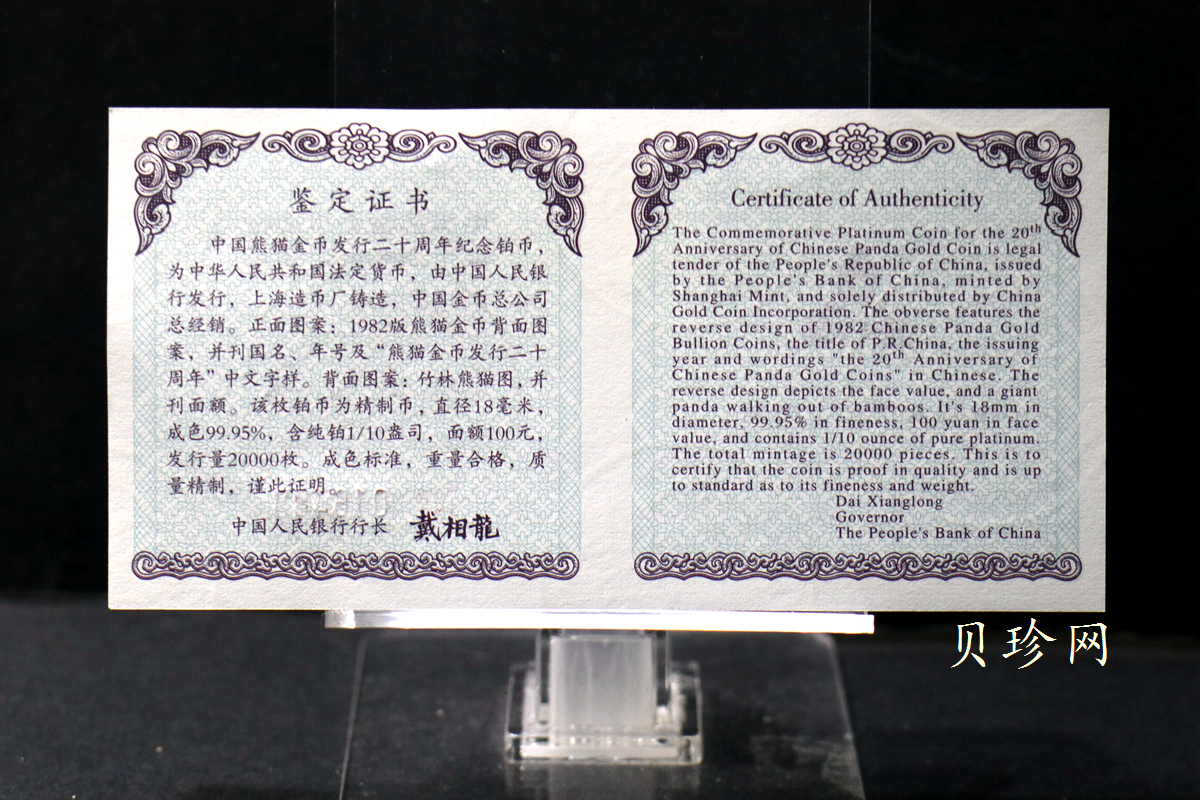 鉴定证书
中国熊猫金币发行二十周年纪念铂币，
为中华人民共和国法定货币，由中国人民银
行发行，上海造币厂铸造，中国金币总公司
总经销。正面图案：1982版熊猫金币背面图
案，并刊国名、年号及“熊猫金币发行二十
周年”中文字样。背面图案：竹林熊猫图，并
刊面额。该枚铂币为精制币，直径18毫米，
成色99.95%，含纯铂1/10盎司，面额100元，
发行量20000枚。成色标准，重量合格，质
量精制，谨此证明。
中国人民银行行长 戴相龍
Certificate of Authenticity
The Commemorative Platinum Coin for the 20th
Anniversary of Chinese Panda Gold Coin is legal
tender of the People's Republic of China, issued
by the People's Bank of China, minted by
Shanghai Mint, and solely distributed by China
Gold Coin Incorporation. The obverse features the
reverse design of 1982 Chinese Panda Gold
Bullion Coins, the title of P.R.China, the issuing
year and wordings "the 20th Anniversary of
Chinese Panda Gold Coins" in Chinese. The
reverse design depicts the face value, and a giant
panda walking out of bamboos. It's 18mm in
diameter, 99.95% in fineness, 100 yuan in face
value, and contains 1/10 ounce of pure platinum.
The total mintage is 20000 pieces. This is to
certify that the coin is proof in quality and is up
to standard as to its fineness and weight.
Dai Xianglong
Governor
The People's Bank of China
贝珍网